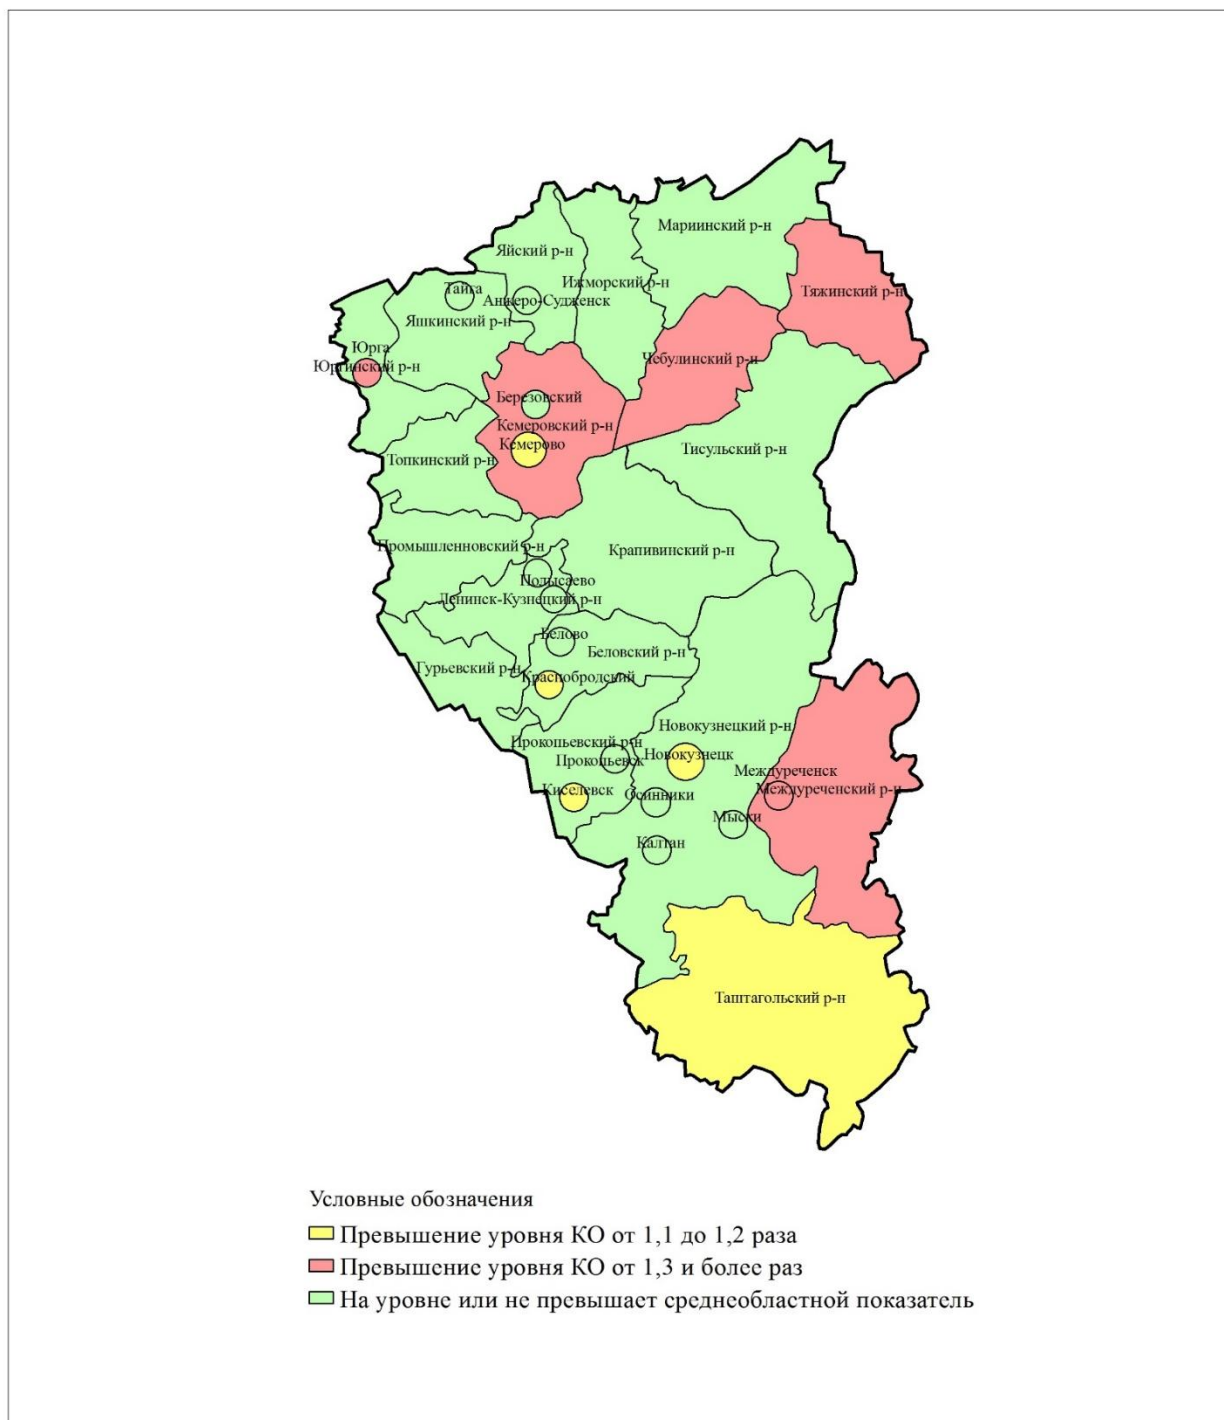 Мариинский р-н
Яйский р-н
Ижморский р-н
Тяжинский р-н
Тайга
Анжеро-Судженск
Яшкинский р-н
Юрга
Чебулинский р-н
Юргинский р-н
Березовский
Кемеровский р-н
Кемерово
Тисульский р-н
Топкинский р-н
Промышленновский р-н
Крапивинский р-н
Полысаево
Ленинск-Кузнецкий р-н
Белово
Беловский р-н
Гурьевский р-н
Краснобродский
Новокузнецкий р-н
Прокопьевский р-н
Новокузнецк
Прокопьевск
Междуреченск
Киселевск
Осинники
Междуреченский р-н
Мыски
Калтан
Таштагольский р-н
Условные обозначения
Превышение уровня КО от 1,1 до 1,2 раза
Превышение уровня КО от 1,3 и более раз
На уровне или не превышает среднеобластной показатель